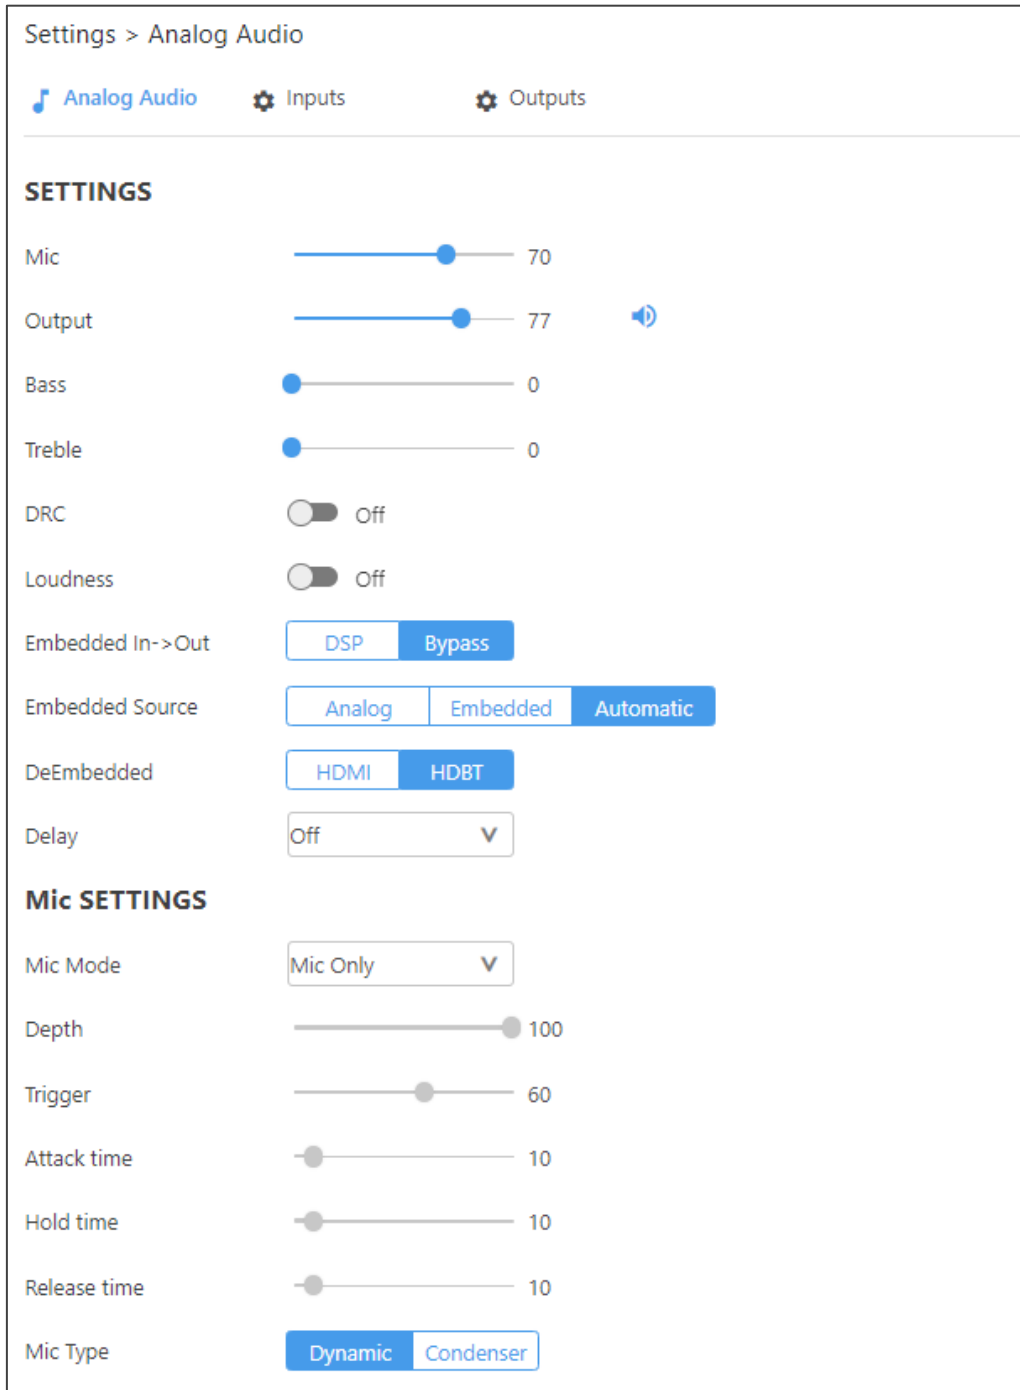 Settings > Analog Audio
Analog Audio Inputs Outputs
SETTINGS
Mic 70
Output 77
Bass 0
Treble 0
DRC Off
Loudness Off
Embedded In->Out DSP Bypass
Embedded Source Analog Embedded Automatic
DeEmbedded HDMI HDBT
Delay Off
Mic SETTINGS
Mic Mode Mic Only
Depth 100
Trigger 60
Attack time 10
Hold time 10
Release time 10
Mic Type Dynamic Condenser